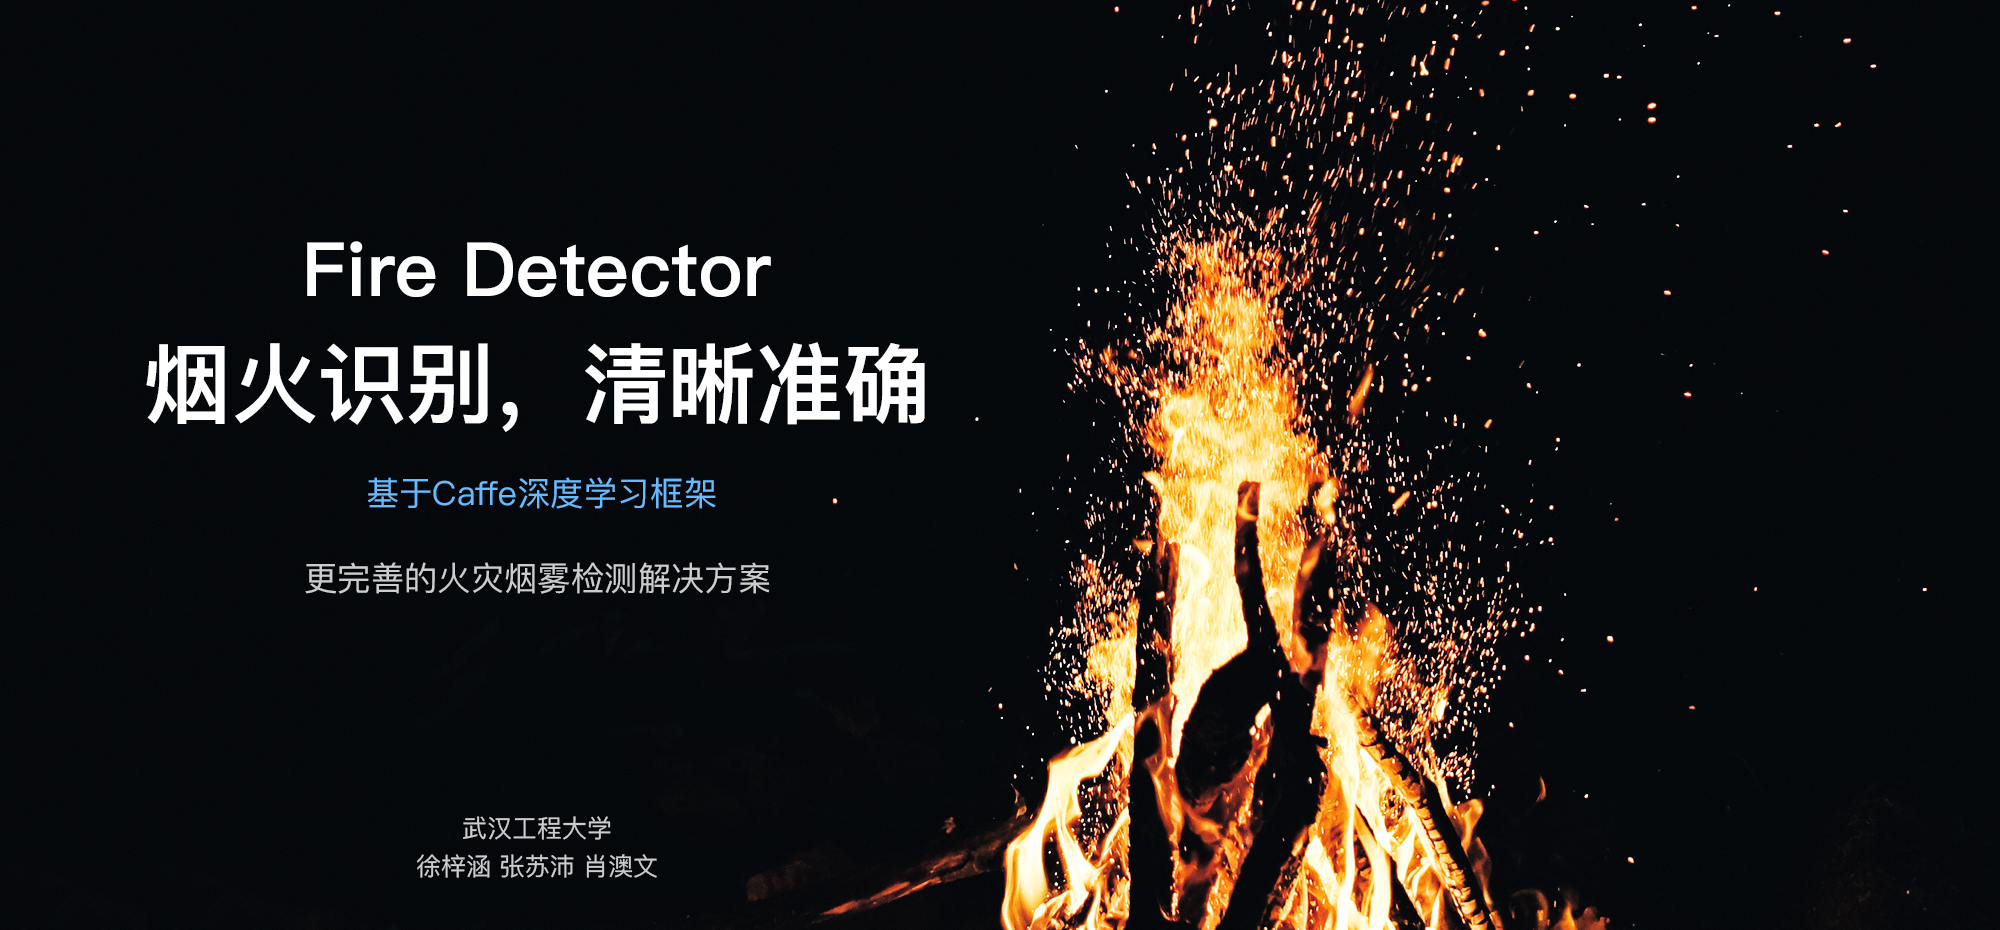 Fire Detector
烟火识别，清晰准确
基于Caffe深度学习框架
更完善的火灾烟雾检测解决方案
武汉工程大学
徐梓涵 张苏沛 肖澳文